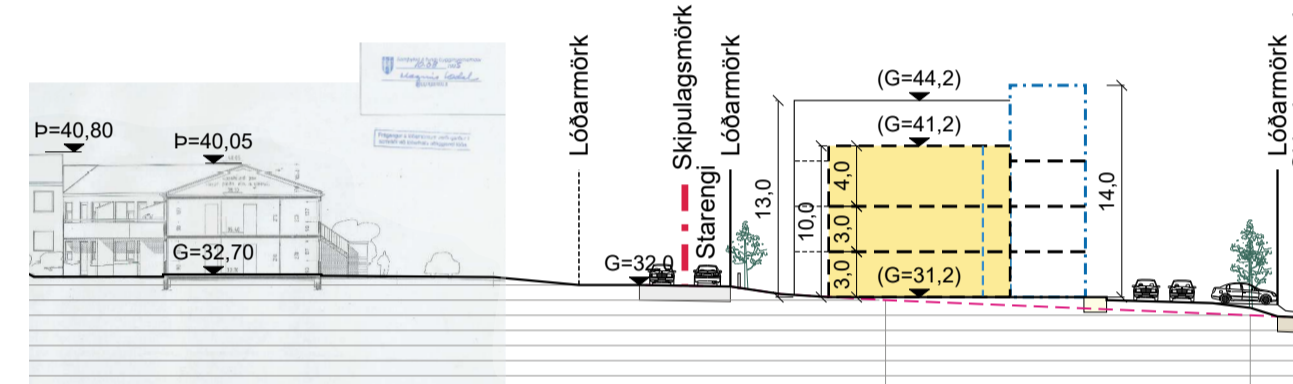 Þ=40,80
Þ=40,05
G=32,70
Lóðarmörk
G=32,0
Skipulagsmörk
Starengi
Lóðarmörk
13,0
10,0
4,0
3,0
3,0
(G=44,2)
(G=41,2)
(G=31,2)
14,0
Lóðarmörk